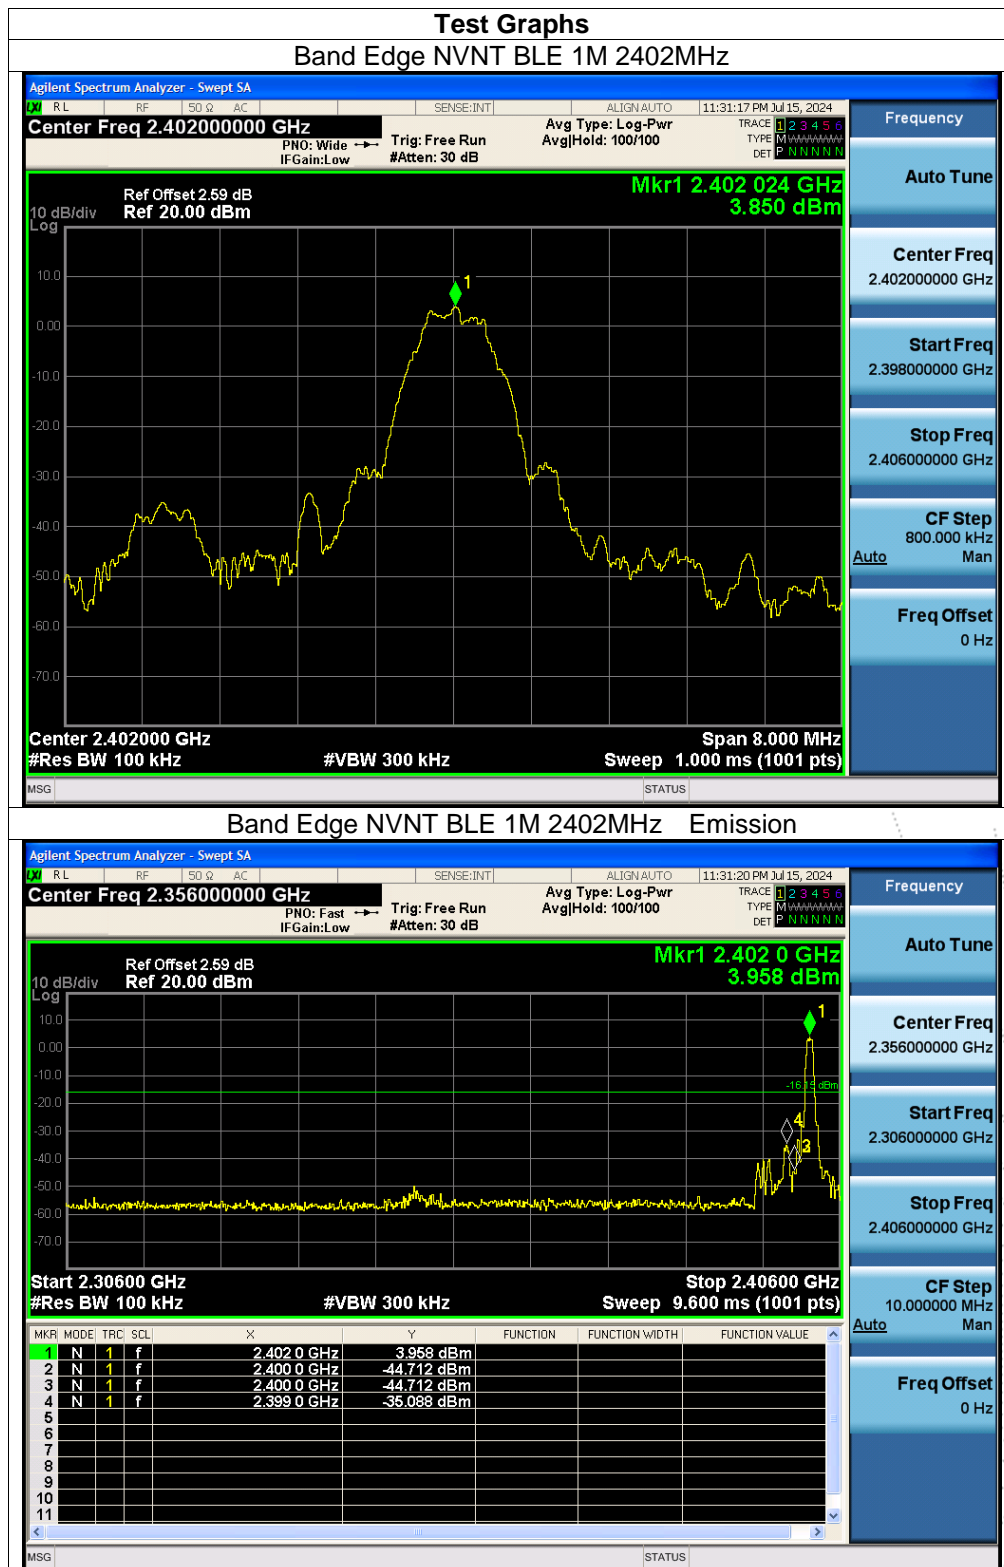 Test Graphs
Band Edge NVNT BLE 1M 2402MHz
Agilent Spectrum Analyzer - Swept SA
LXI RL RF 50 Ω AC SENSE:INT ALIGN AUTO 11:31:17 PM Jul 15, 2024
Center Freq 2.402000000 GHz
PNO: Wide
IFGain:Low
Trig: Free Run
#Atten: 30 dB
Avg Type: Log-Pwr
Avg|Hold: 100/100
TRACE 1 2 3 4 5 6
TYPE M
DET P N N N N N
Frequency
Auto Tune
Center Freq
2.402000000 GHz
Start Freq
2.398000000 GHz
Stop Freq
2.406000000 GHz
CF Step
800.000 kHz
Auto Man
Freq Offset
0 Hz
Mkr1 2.402 024 GHz
3.850 dBm
Ref Offset 2.59 dB
10 dB/div Ref 20.00 dBm
Log
1
10.0
0.00
-10.0
-20.0
-30.0
-40.0
-50.0
-60.0
-70.0
Center 2.402000 GHz Span 8.000 MHz
#Res BW 100 kHz #VBW 300 kHz Sweep 1.000 ms (1001 pts)
MSG STATUS
Band Edge NVNT BLE 1M 2402MHz Emission
Agilent Spectrum Analyzer - Swept SA
LXI RL RF 50 Ω AC SENSE:INT ALIGN AUTO 11:31:20 PM Jul 15, 2024
Center Freq 2.356000000 GHz
PNO: Fast
IFGain:Low
Trig: Free Run
#Atten: 30 dB
Avg Type: Log-Pwr
Avg|Hold: 100/100
TRACE 1 2 3 4 5 6
TYPE M
DET P N N N N N
Frequency
Auto Tune
Center Freq
2.356000000 GHz
Start Freq
2.306000000 GHz
Stop Freq
2.406000000 GHz
CF Step
10.000000 MHz
Auto Man
Freq Offset
0 Hz
Mkr1 2.402 0 GHz
3.958 dBm
Ref Offset 2.59 dB
10 dB/div Ref 20.00 dBm
Log
1
10.0
0.00
-10.0
-16.15 dBm
-20.0
-30.0
4
3
-40.0
-50.0
-60.0
-70.0
Start 2.30600 GHz Stop 2.40600 GHz
#Res BW 100 kHz #VBW 300 kHz Sweep 9.600 ms (1001 pts)
MKR MODE TRC SCL X Y FUNCTION FUNCTION WIDTH FUNCTION VALUE
1 N 1 f 2.402 0 GHz 3.958 dBm
2 N 1 f 2.400 0 GHz -44.712 dBm
3 N 1 f 2.400 0 GHz -44.712 dBm
4 N 1 f 2.399 0 GHz -35.088 dBm
5
6
7
8
9
10
11
MSG STATUS